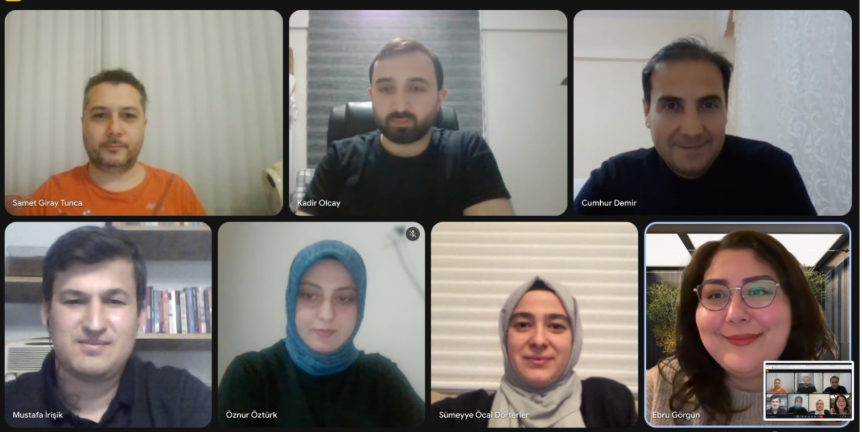 Samet Giray Tunca
Kadir Olcay
Cumhur Demir
Mustafa İrişik
Öznur Öztürk
Sümeyye Öcal Dörterler
Ebru Görgün